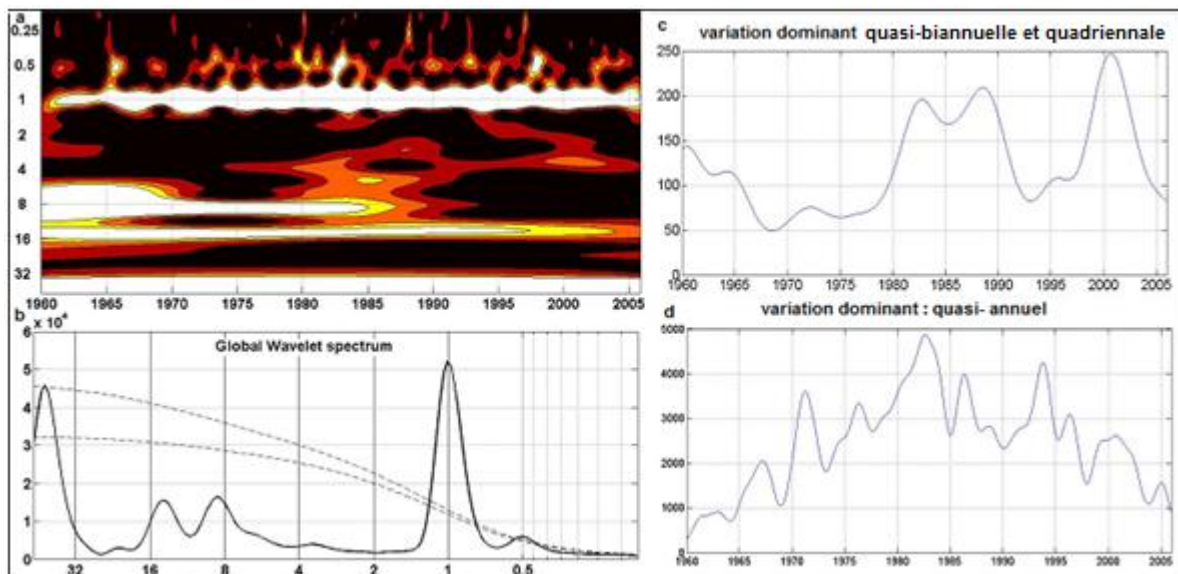 a
0.25
0.5
1
2
4
8
16
32
1960 1965 1970 1975 1980 1985 1990 1995 2000 2005
b
x 10⁴
Global Wavelet spectrum
6
5
4
3
2
1
0
32 16 8 4 2 1 0.5
c
variation dominant quasi-biannuelle et quadriennale
250
200
150
100
50
0
1960 1965 1970 1975 1980 1985 1990 1995 2000 2005
d variation dominant : quasi- annuel
5000
4000
3000
2000
1000
0
1960 1965 1970 1975 1980 1985 1990 1995 2000 2005